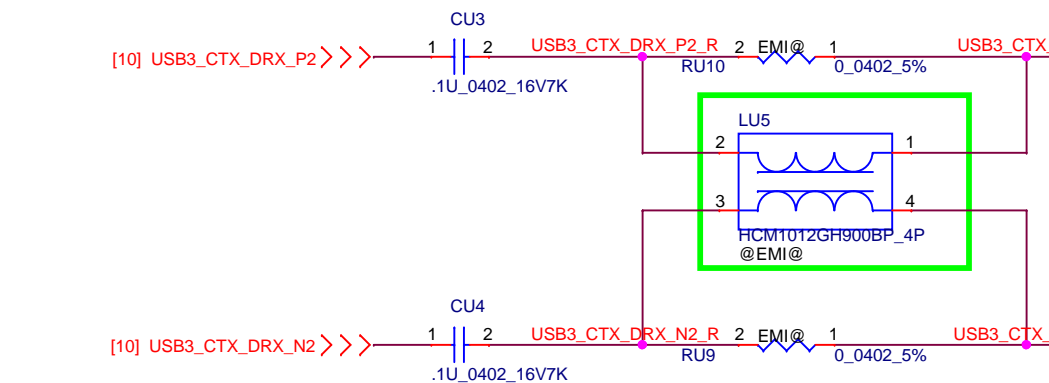 CU3
[10] USB3_CTX_DRX_P2
1 2
USB3_CTX_DRX_P2_R
2 EMI@ 1
USB3_CTX_
RU10
0_0402_5%
.1U_0402_16V7K
LU5
2 1
3 4
HCM1012GH900BP_4P
@EMI@
CU4
[10] USB3_CTX_DRX_N2
1 2
USB3_CTX_DRX_N2_R
2 EMI@ 1
USB3_CTX_
RU9
0_0402_5%
.1U_0402_16V7K